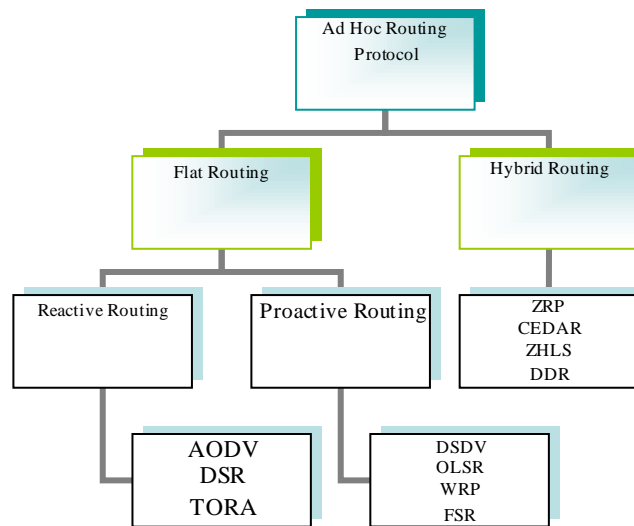 Ad Hoc Routing
Protocol
Flat Routing
Hybrid Routing
Reactive Routing
Proactive Routing
ZRP
CEDAR
ZHLS
DDR
AODV
DSR
TORA
DSDV
OLSR
WRP
FSR